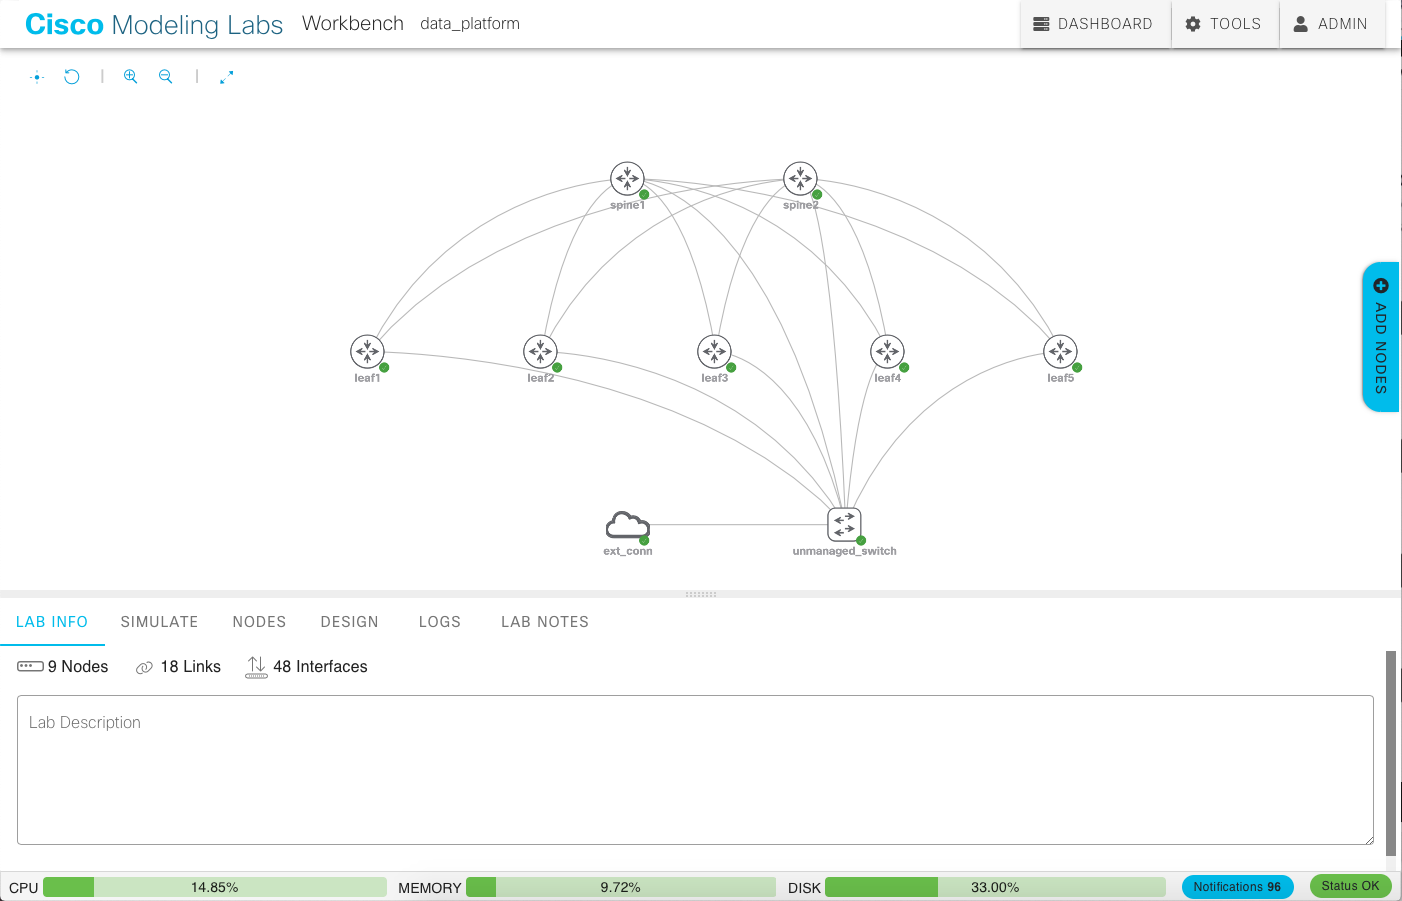 Cisco Modeling Labs Workbench data_platform DASHBOARD TOOLS ADMIN
spine1 spine2
ADD NODES
leaf1 leaf2 leaf3 leaf4 leaf5
ext_conn unmanaged_switch
LAB INFO SIMULATE NODES DESIGN LOGS LAB NOTES
9 Nodes 18 Links 48 Interfaces
Lab Description
CPU 14.85% MEMORY 9.72% DISK 33.00% Notifications 96 Status OK